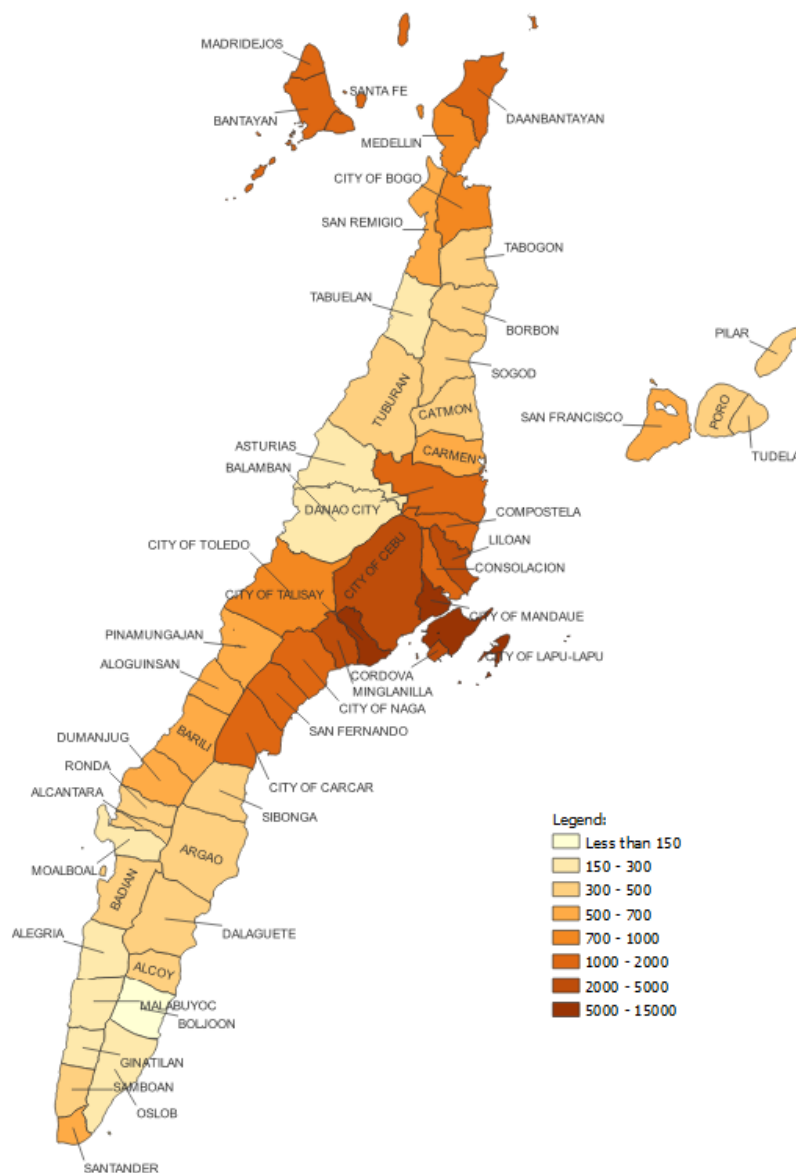 MADRIDEJOS
SANTA FE
BANTAYAN
DAANBANTAYAN
MEDELLIN
CITY OF BOGO
SAN REMIGIO
TABOGON
TABUELAN
BORBON
PILAR
SOGOD
TUBURAN
CATMON
SAN FRANCISCO
PORO
ASTURIAS
CARMEN
TUDELA
BALAMBAN
DANAO CITY
COMPOSTELA
LILOAN
CITY OF TOLEDO
CITY OF CEBU
CONSOLACION
CITY OF TALISAY
CITY OF MANDAUE
PINAMUNGAJAN
CITY OF LAPU-LAPU
ALOGUINSAN
CORDOVA
MINGLANILLA
CITY OF NAGA
BARILI
SAN FERNANDO
DUMANJUG
RONDA
CITY OF CARCAR
ALCANTARA
SIBONGA
ARGAO
MOALBOAL
BADIAN
ALEGRIA
DALAGUETE
ALCOY
MALABUYOC
BOLJOON
GINATILAN
SAMBOAN
OSLOB
SANTANDER
Legend:
Less than 150
150 - 300
300 - 500
500 - 700
700 - 1000
1000 - 2000
2000 - 5000
5000 - 15000